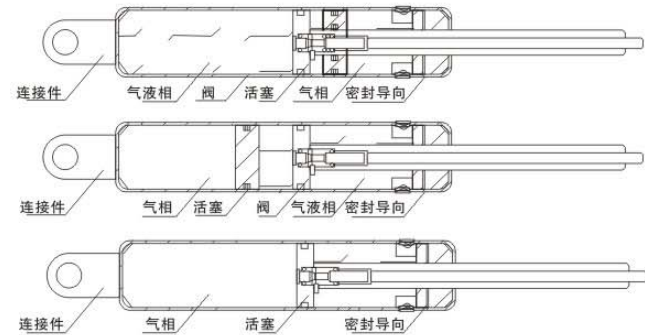 连接件 气液相 阀 活塞 气相 密封导向
连接件 气相 活塞 阀 气液相 密封导向
连接件 气相 活塞 密封导向